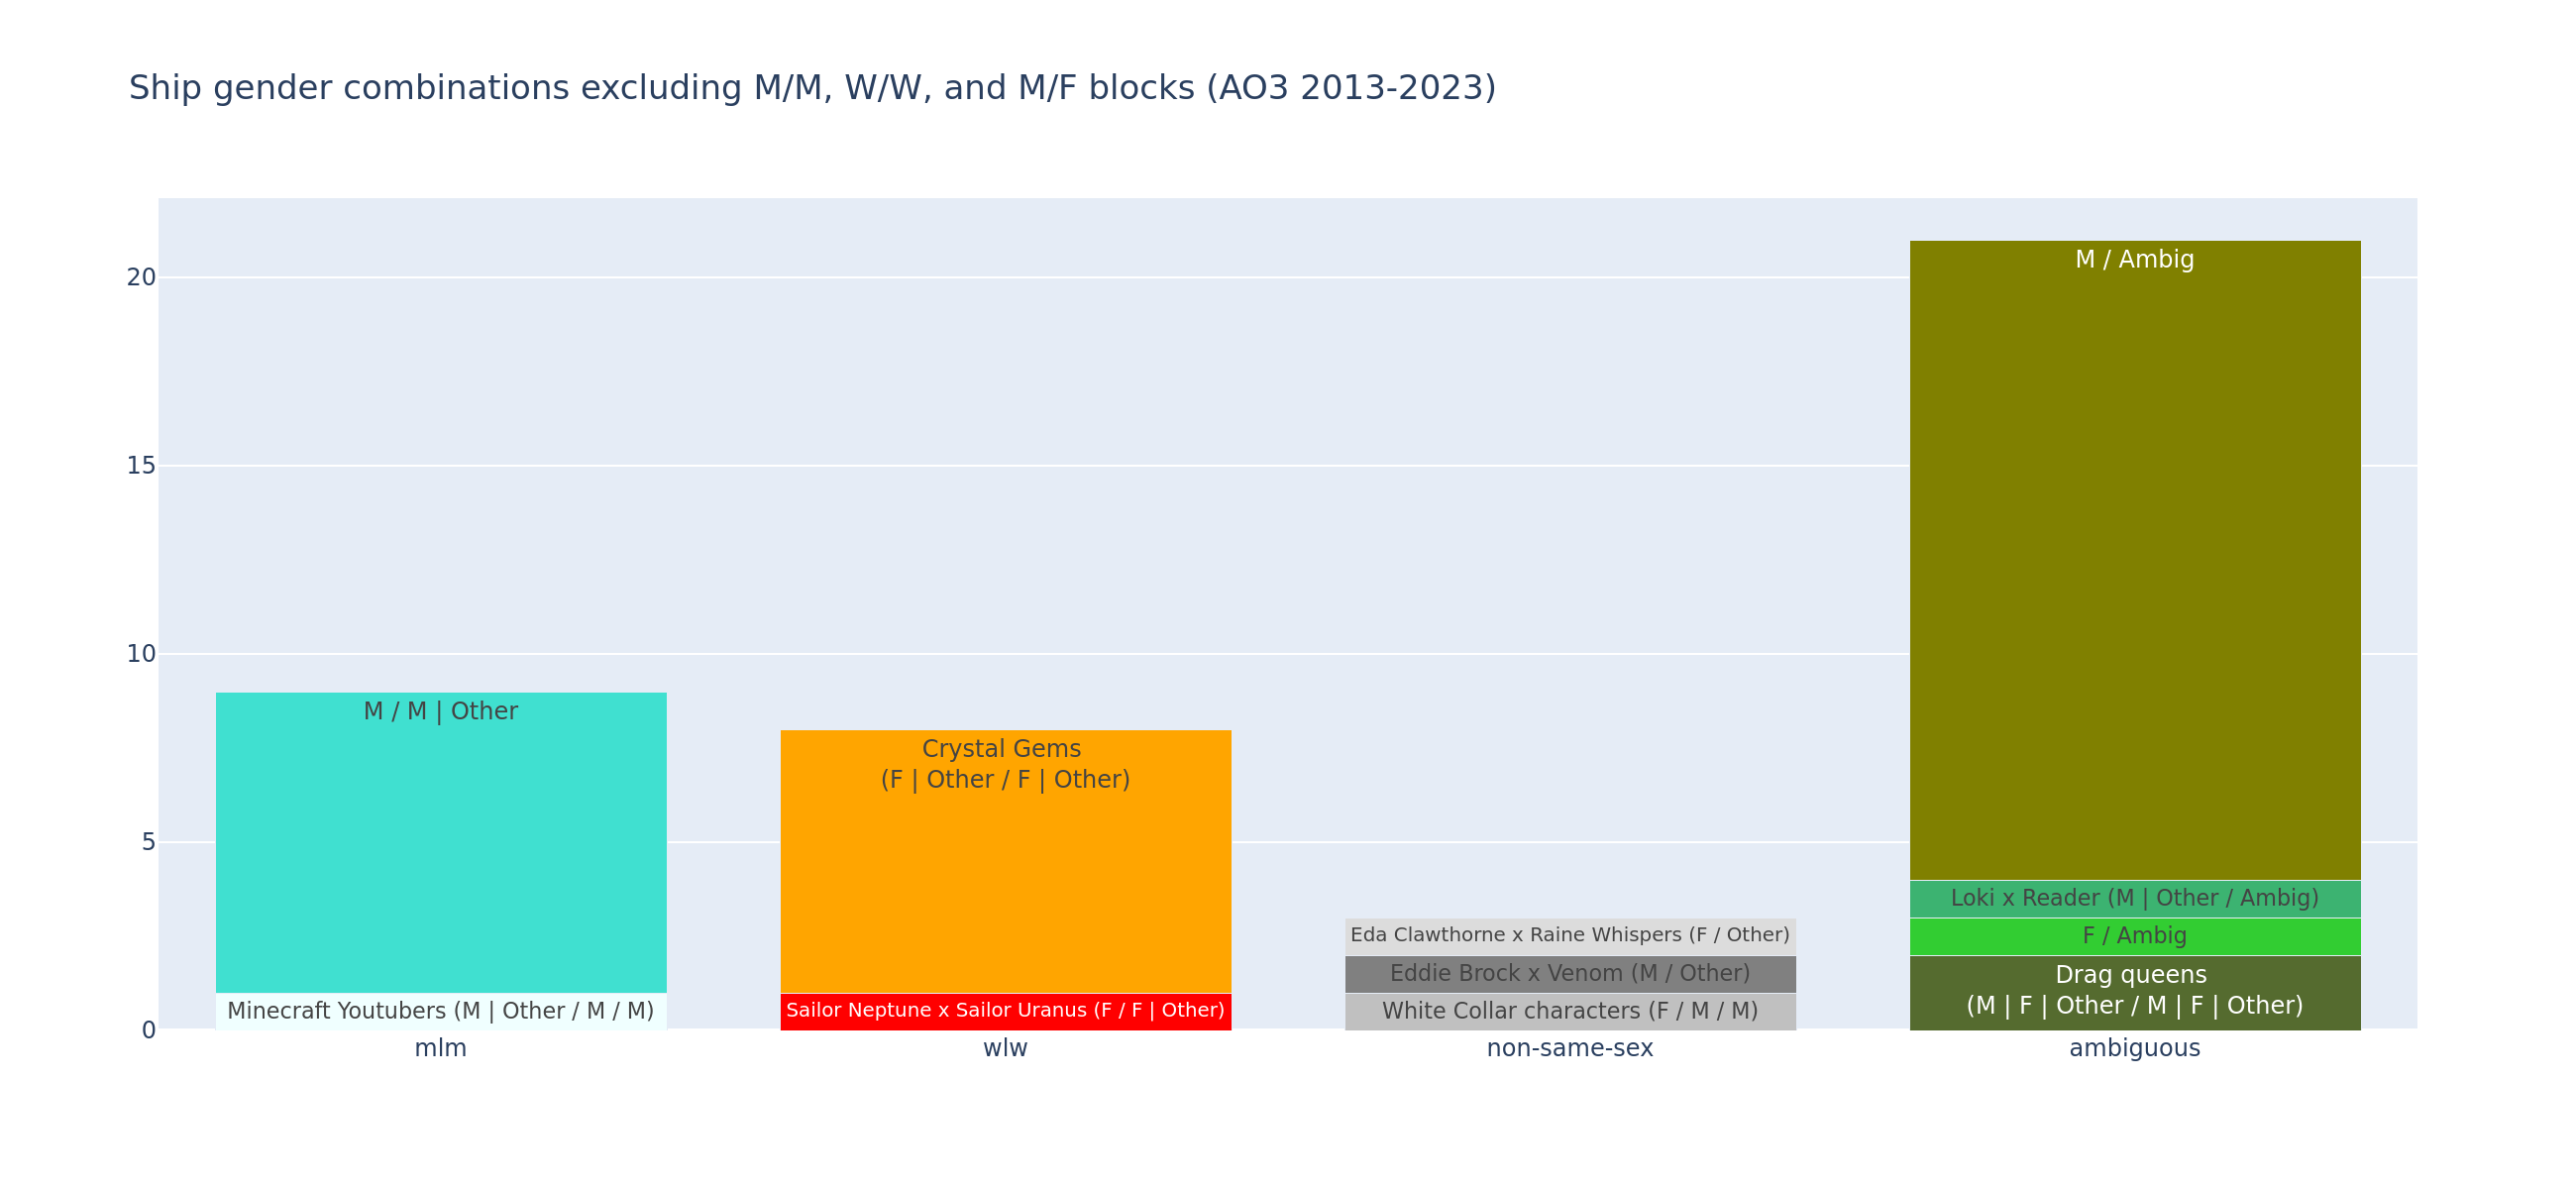 Ship gender combinations excluding M/M, W/W, and M/F blocks (AO3 2013-2023)
20
15
10
5
0
M / M | Other
Minecraft Youtubers (M | Other / M / M)
Crystal Gems
(F | Other / F | Other)
Sailor Neptune x Sailor Uranus (F / F | Other)
Eda Clawthorne x Raine Whispers (F / Other)
Eddie Brock x Venom (M / Other)
White Collar characters (F / M / M)
M / Ambig
Loki x Reader (M | Other / Ambig)
F / Ambig
Drag queens
(M | F | Other / M | F | Other)
mlm
wlw
non-same-sex
ambiguous